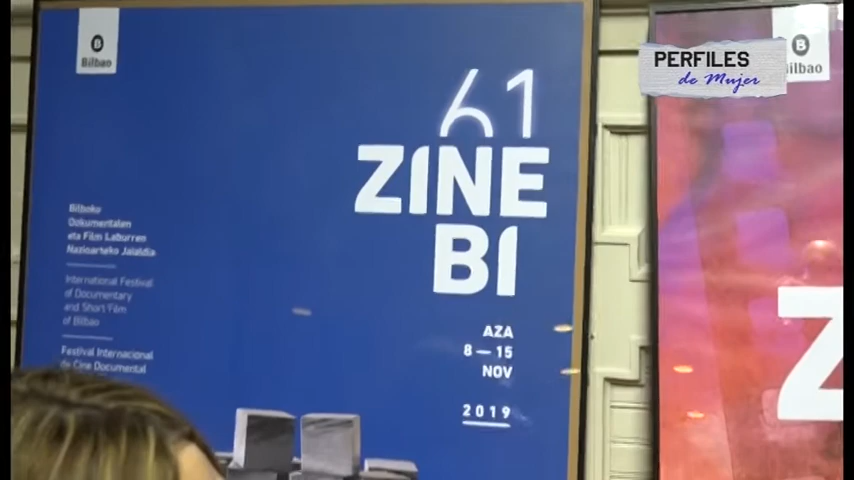 Bilbao
61
ZINE
BI
Bilboko
Dokumentalen
eta Film Laburren
Nazioarteko Jaialdia
International Festival
of Documentary
and Short Film
of Bilbao
Festival Internacional
de Cine Documental
AZA
8—15
NOV
2019
PERFILES
de Mujer
Bilbao
Z